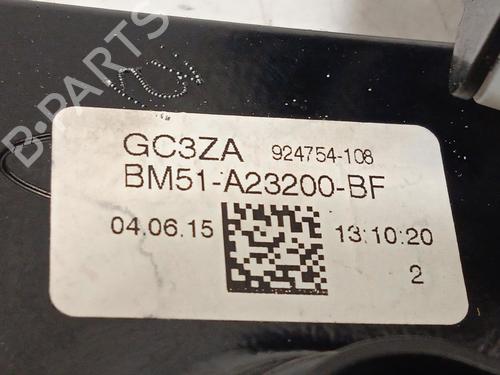 B-PARTS
GC3ZA 924754-108
BM51-A23200-BF
04.06.15 13:10:20
2